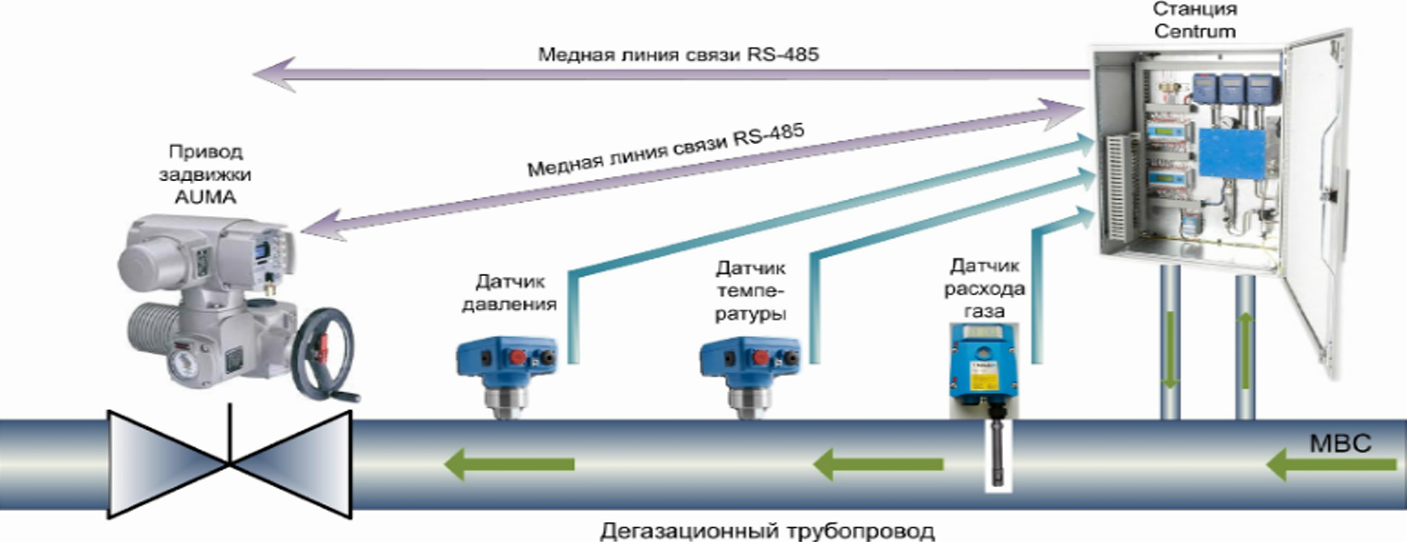 Станция
Centrum
Медная линия связи RS-485
Медная линия связи RS-485
Привод
задвижки
AUMA
Датчик
давления
Датчик
темпе-
ратуры
Датчик
расхода
газа
МВС
Дегазационный трубопровод